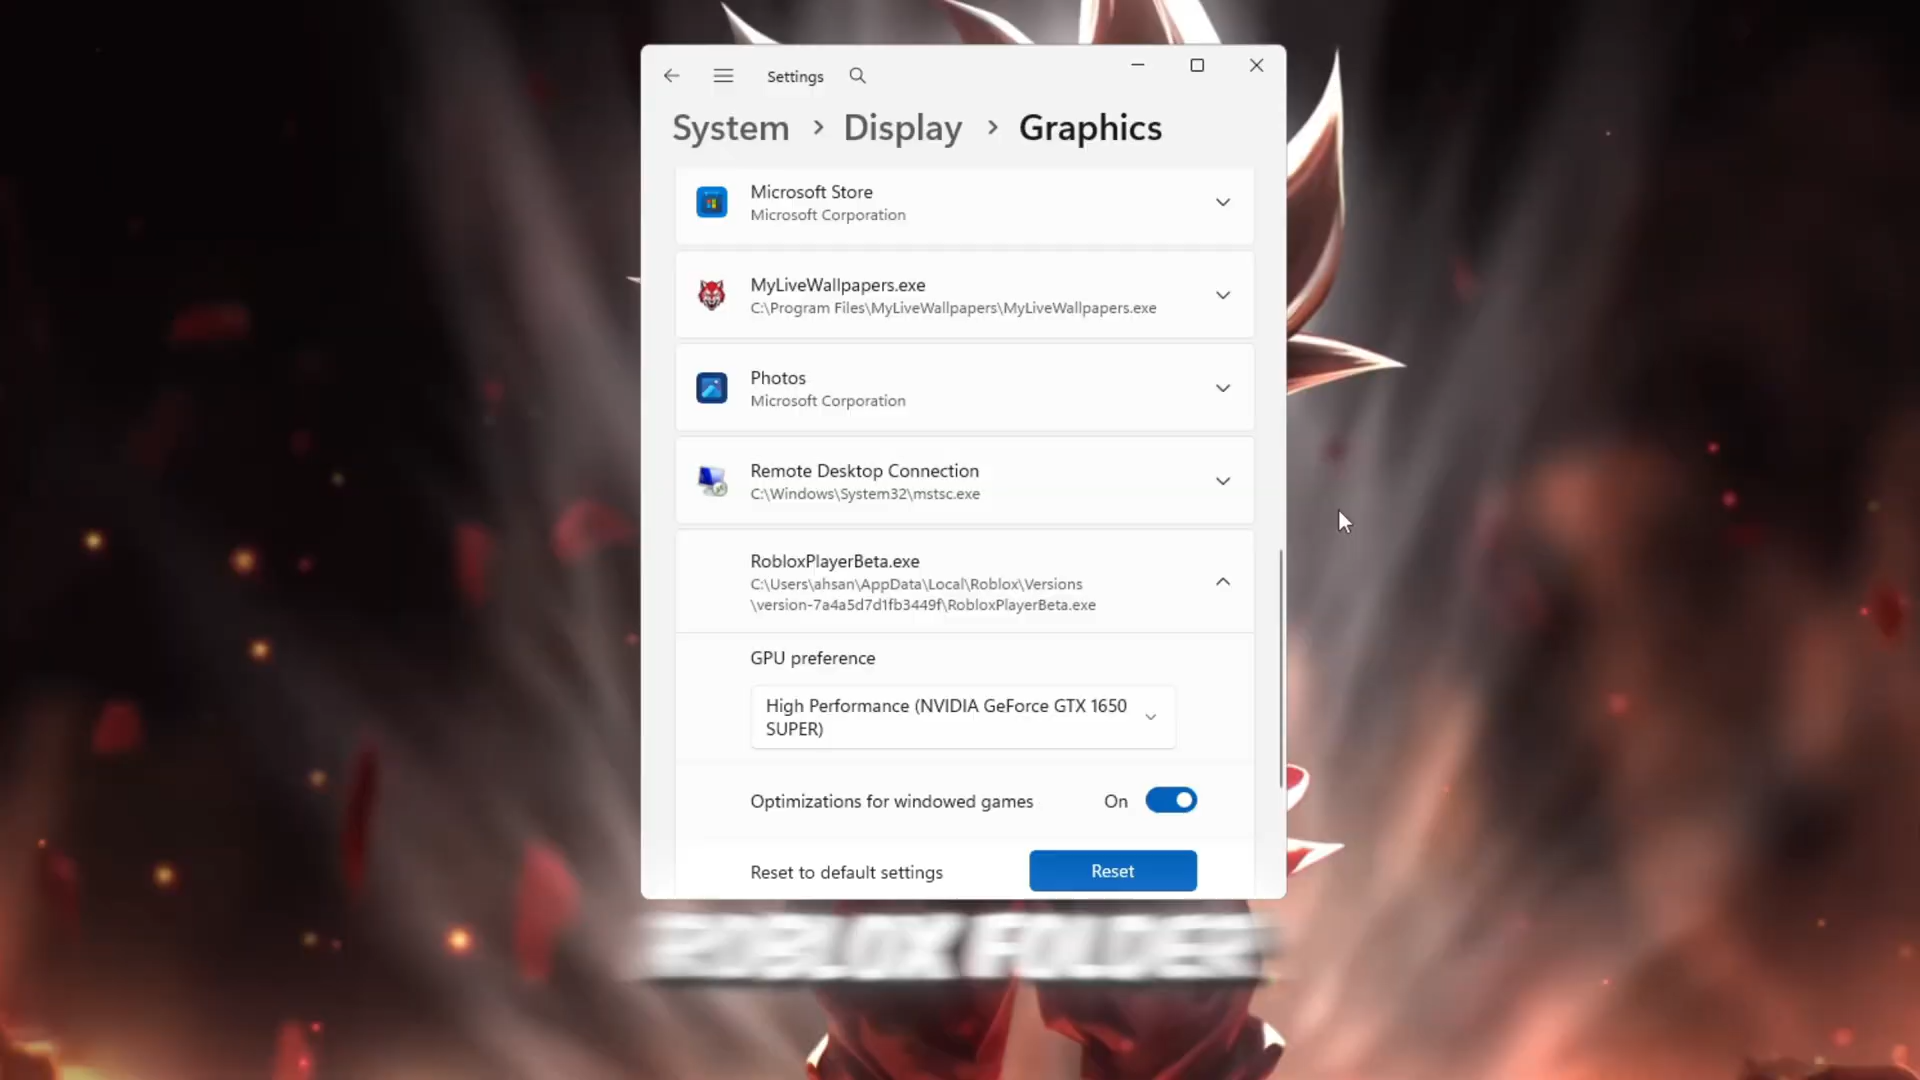 Settings
System > Display > Graphics
Microsoft Store
Microsoft Corporation
MyLiveWallpapers.exe
C:\Program Files\MyLiveWallpapers\MyLiveWallpapers.exe
Photos
Microsoft Corporation
Remote Desktop Connection
C:\Windows\System32\mstsc.exe
RobloxPlayerBeta.exe
C:\Users\ahsan\AppData\Local\Roblox\Versions
\version-7a4a5d7d1fb3449f\RobloxPlayerBeta.exe
GPU preference
High Performance (NVIDIA GeForce GTX 1650
SUPER)
Optimizations for windowed games On
Reset to default settings Reset
ROBLOX FOLDER